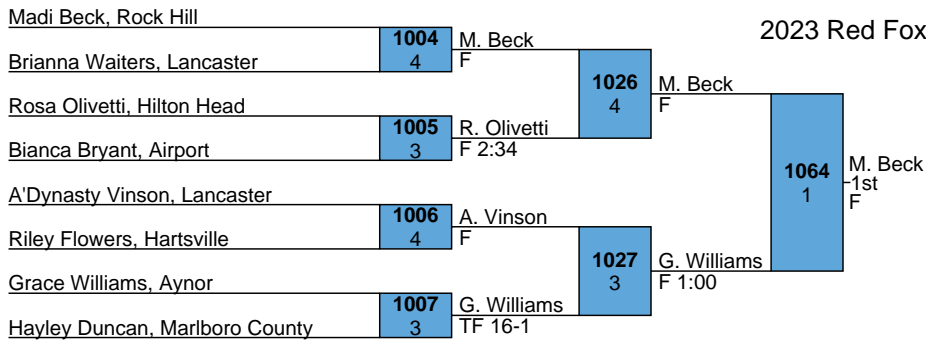 2023 Red Fox
Madi Beck, Rock Hill
1004
4
M. Beck
F
Brianna Waiters, Lancaster
1026
4
M. Beck
F
Rosa Olivetti, Hilton Head
1005
3
R. Olivetti
F 2:34
Bianca Bryant, Airport
1064
1
M. Beck
1st
F
A'Dynasty Vinson, Lancaster
1006
4
A. Vinson
F
Riley Flowers, Hartsville
1027
3
G. Williams
F 1:00
Grace Williams, Aynor
1007
3
G. Williams
TF 16-1
Hayley Duncan, Marlboro County